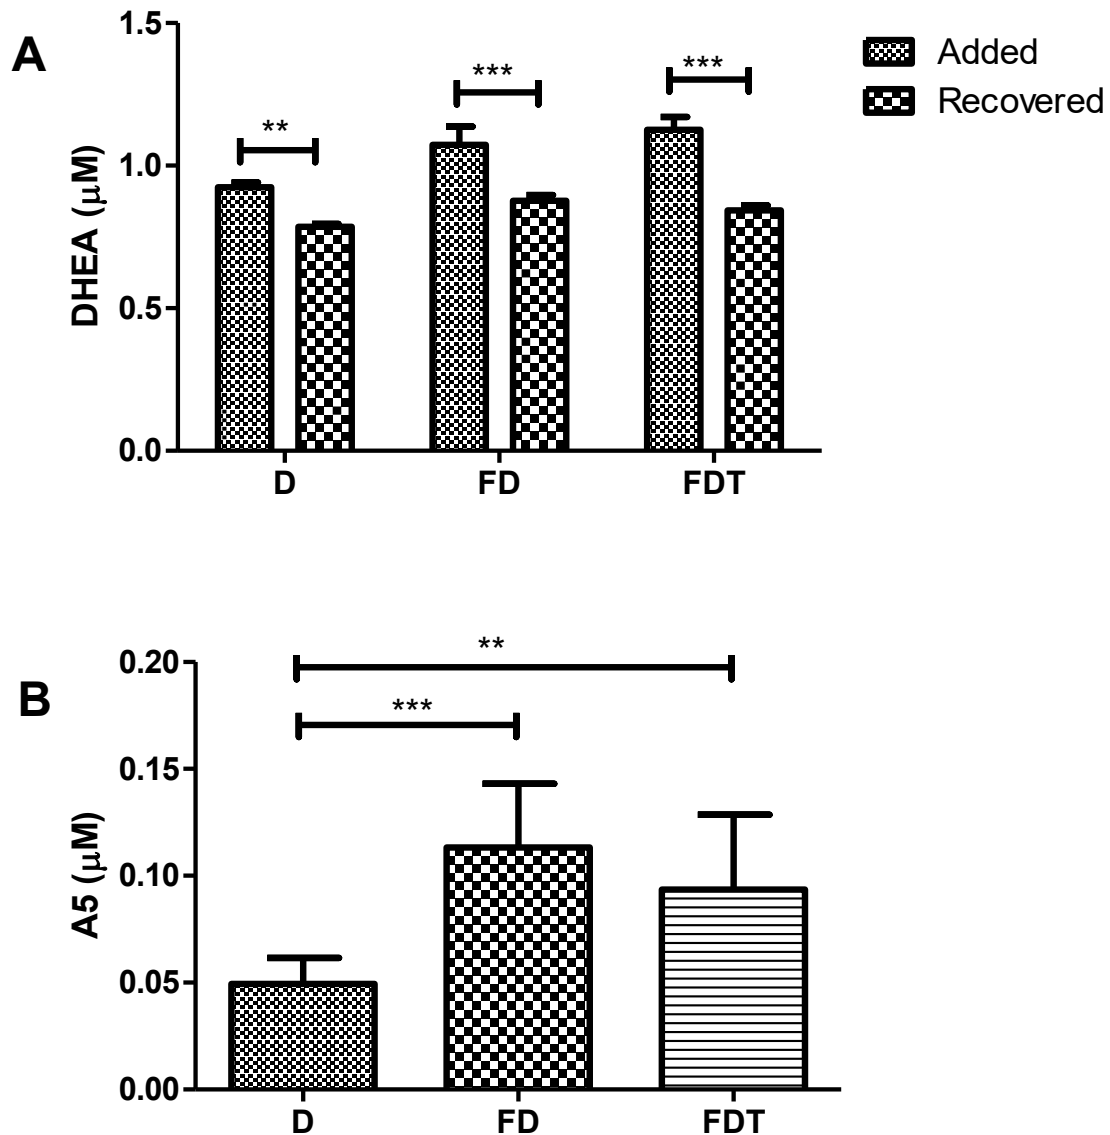 A
1.5
1.0
0.5
0.0
DHEA (μM)
**
***
***
D
FD
FDT
Added
Recovered
B
0.20
0.15
0.10
0.05
0.00
A5 (μM)
**
***
D
FD
FDT